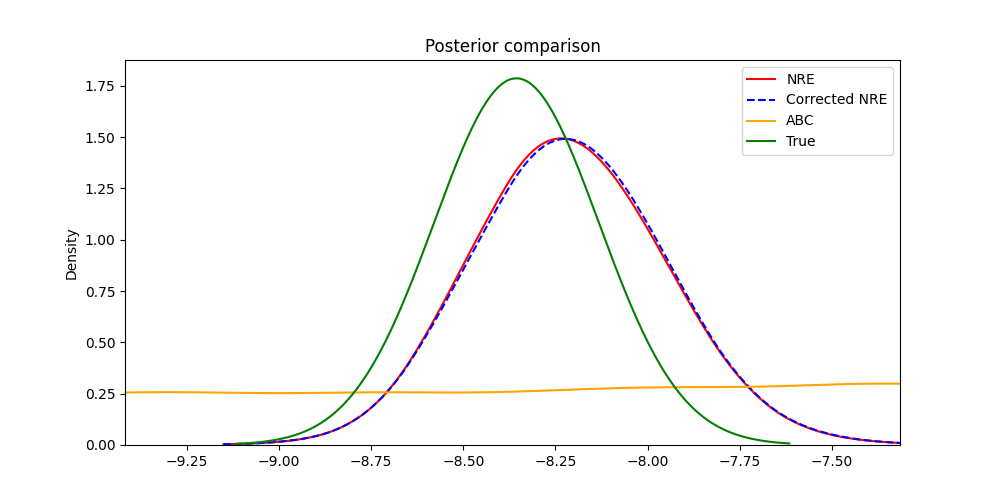 Posterior comparison
NRE
Corrected NRE
ABC
True
Density
1.75
1.50
1.25
1.00
0.75
0.50
0.25
0.00
−9.25 −9.00 −8.75 −8.50 −8.25 −8.00 −7.75 −7.50